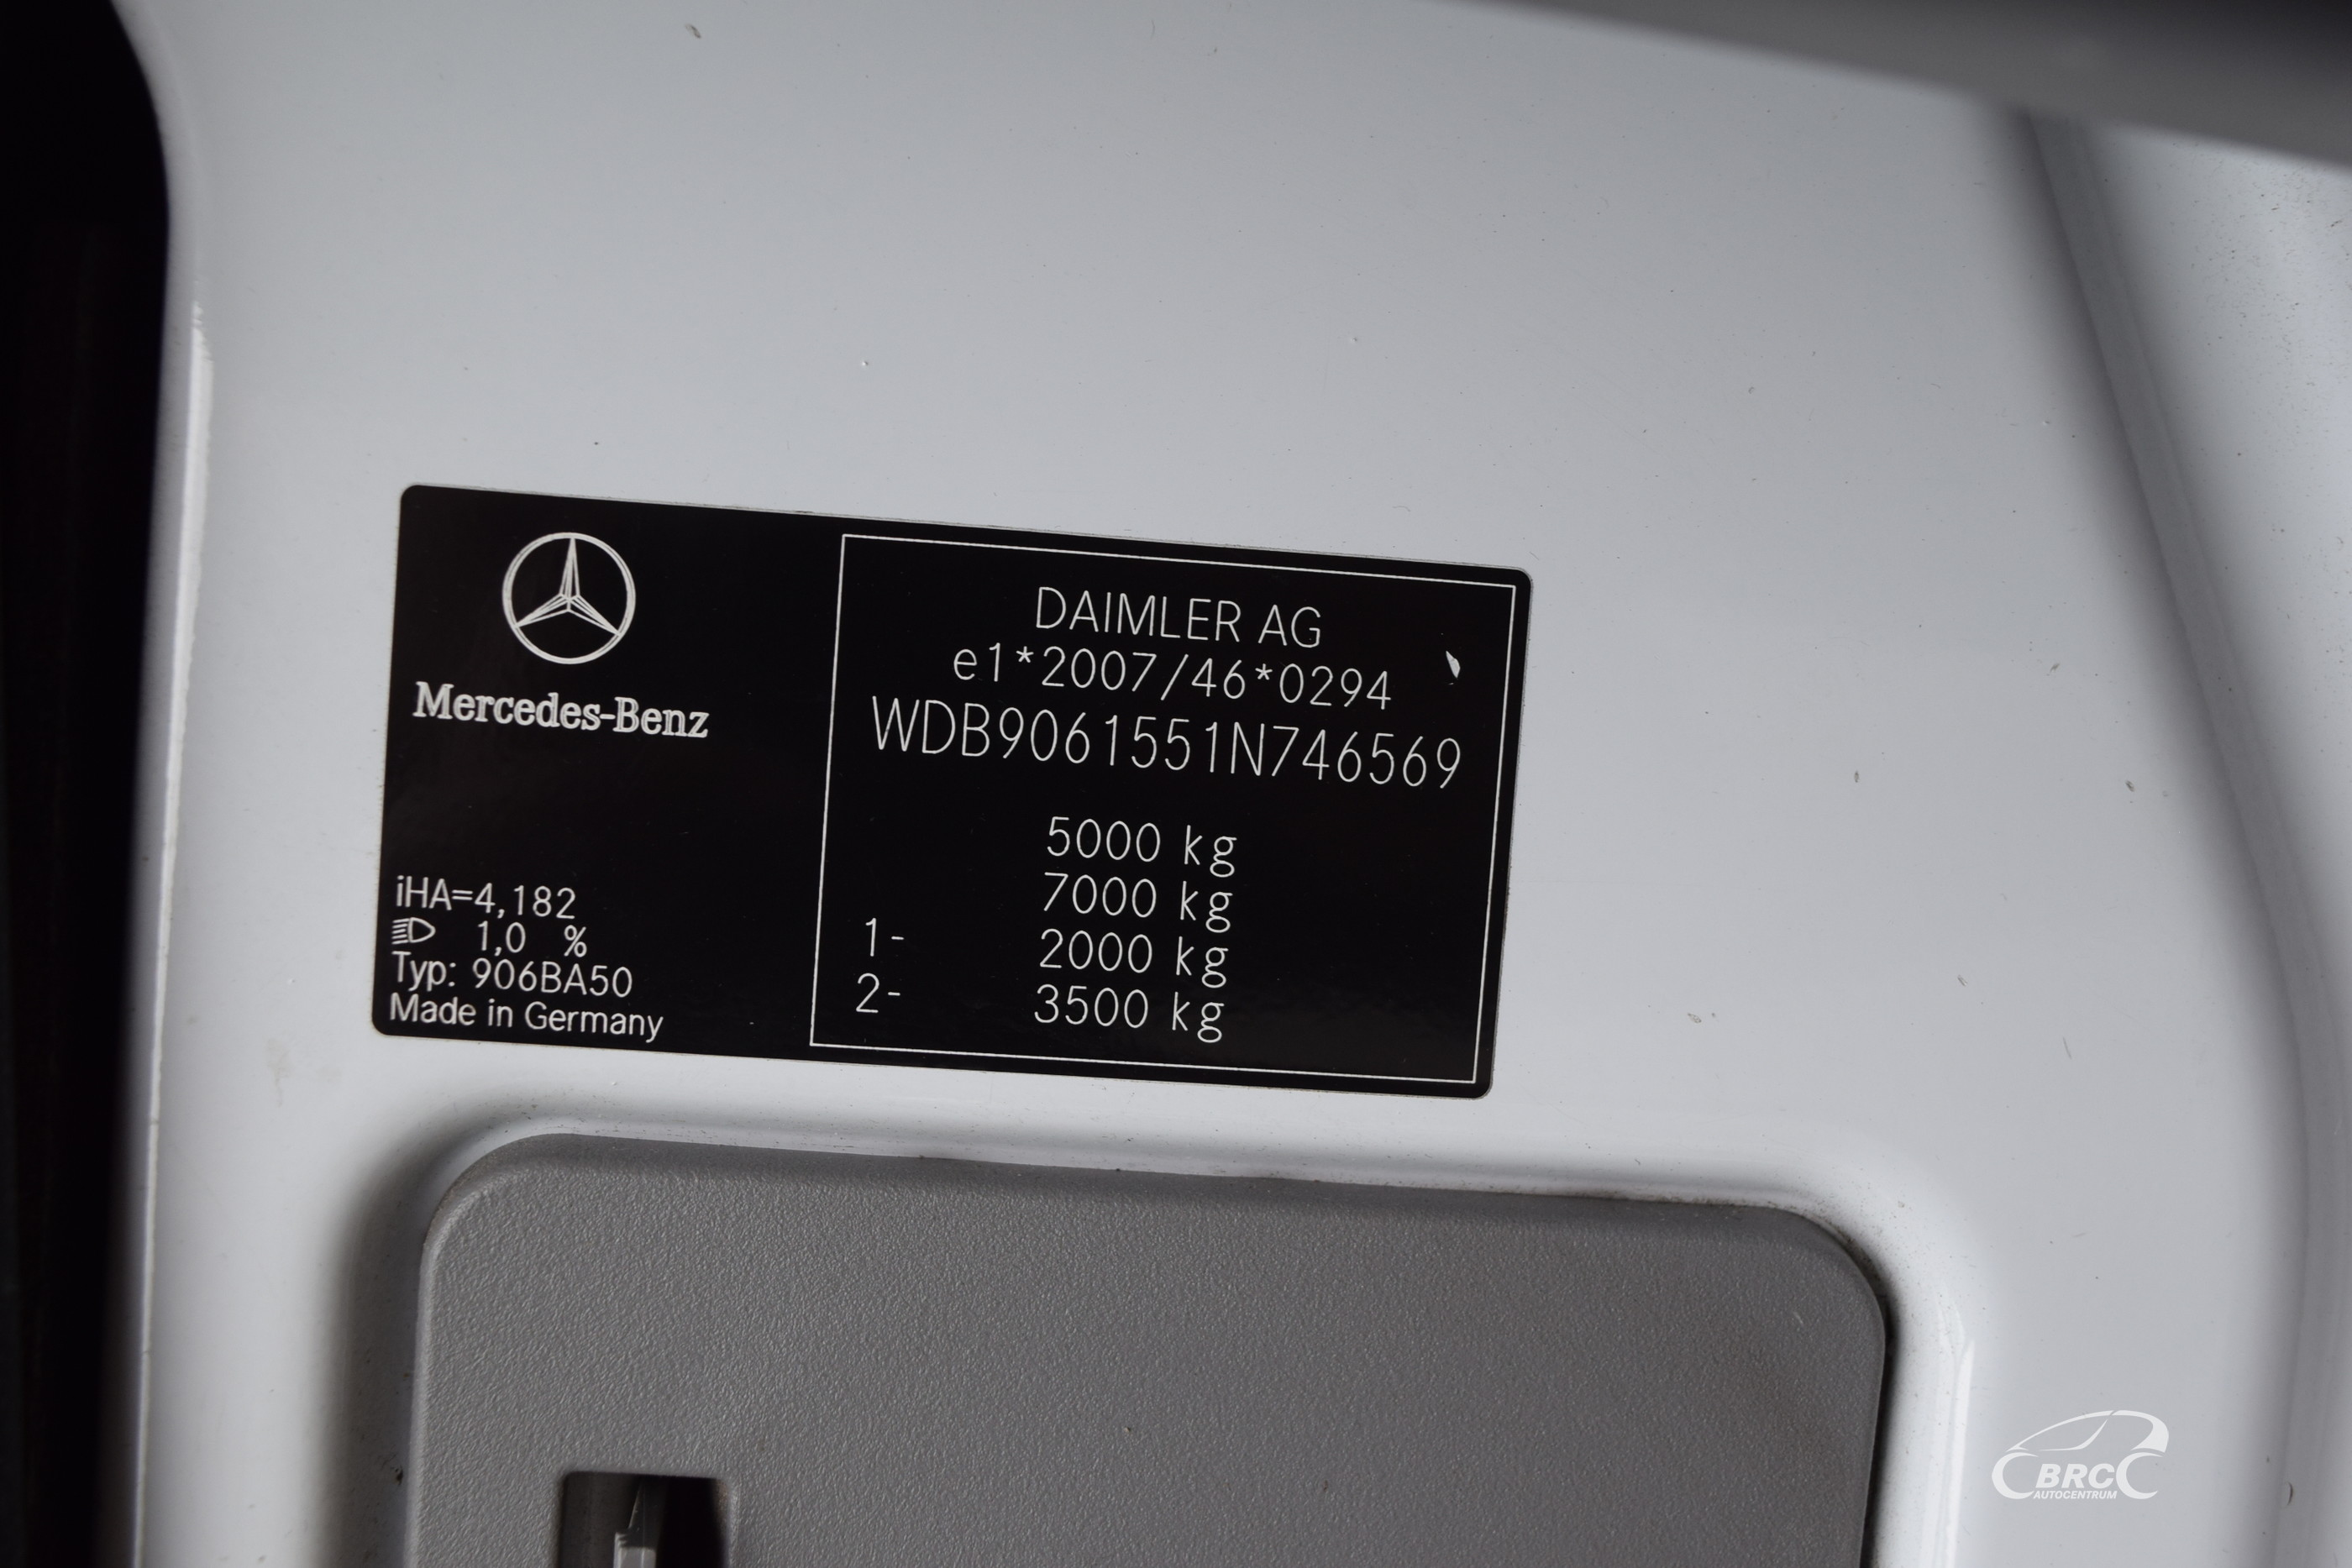 Mercedes-Benz
iHA=4,182
1,0 %
Typ: 906BA50
Made in Germany
DAIMLER AG
e1*2007/46*0294
WDB9061551N746569
5000 kg
7000 kg
1- 2000 kg
2- 3500 kg
BRC
AUTOCENTRUM